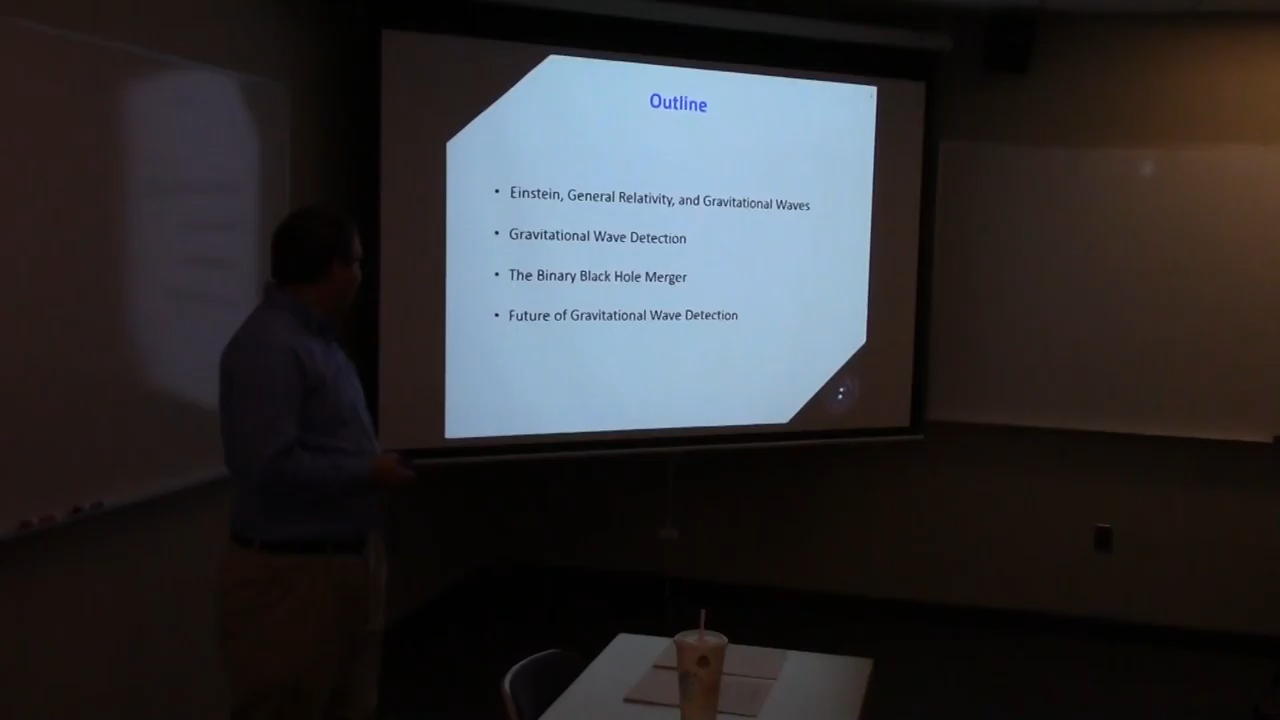 Outline
• Einstein, General Relativity, and Gravitational Waves
• Gravitational Wave Detection
• The Binary Black Hole Merger
• Future of Gravitational Wave Detection